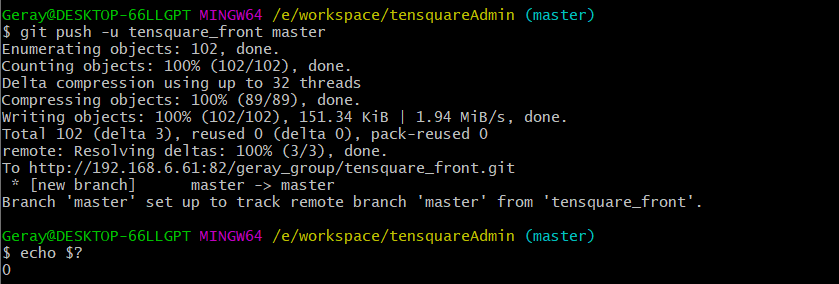 Geray@DESKTOP-66LLGPT MINGW64 /e/workspace/tensquareAdmin (master)
$ git push -u tensquare_front master
Enumerating objects: 102, done.
Counting objects: 100% (102/102), done.
Delta compression using up to 32 threads
Compressing objects: 100% (89/89), done.
Writing objects: 100% (102/102), 151.34 KiB | 1.94 MiB/s, done.
Total 102 (delta 3), reused 0 (delta 0), pack-reused 0
remote: Resolving deltas: 100% (3/3), done.
To http://192.168.6.61:82/geray_group/tensquare_front.git
 * [new branch]      master -> master
Branch 'master' set up to track remote branch 'master' from 'tensquare_front'.
Geray@DESKTOP-66LLGPT MINGW64 /e/workspace/tensquareAdmin (master)
$ echo $?
0